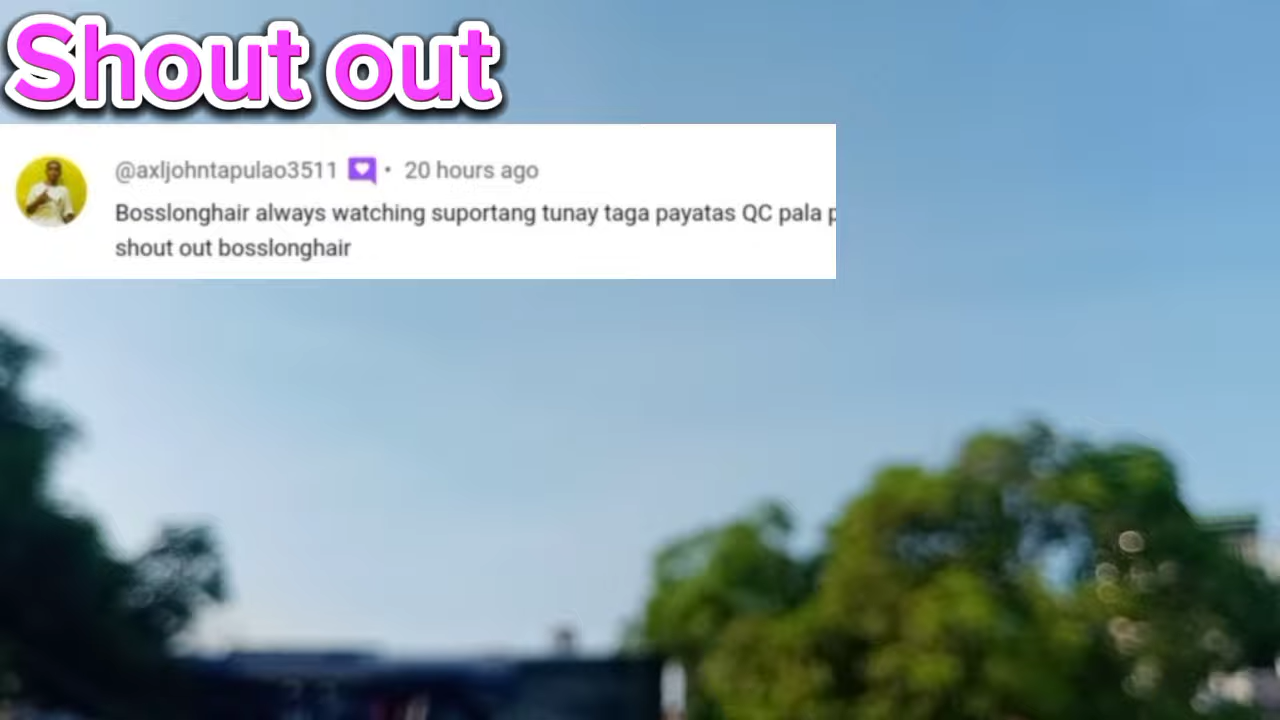 Shout out
@axljohntapulao3511 • 20 hours ago
Bosslonghair always watching suportang tunay taga payatas QC pala
shout out bosslonghair